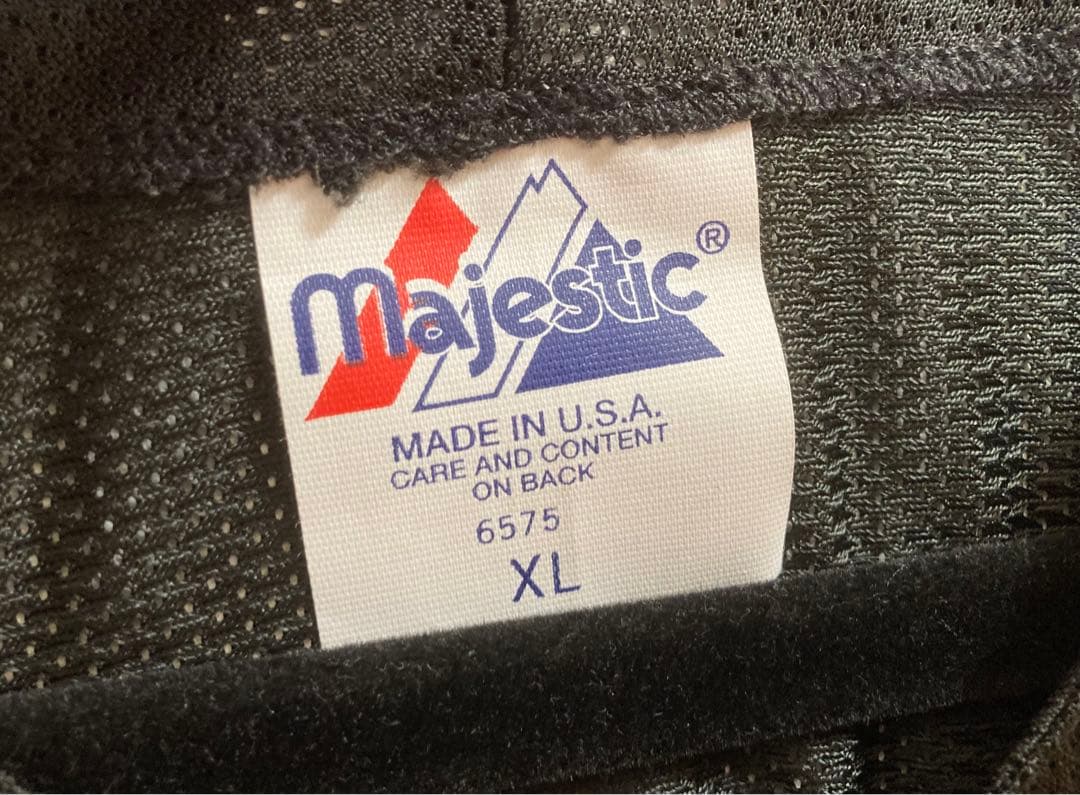 Majestic®
MADE IN U.S.A.
CARE AND CONTENT
ON BACK
6575
XL